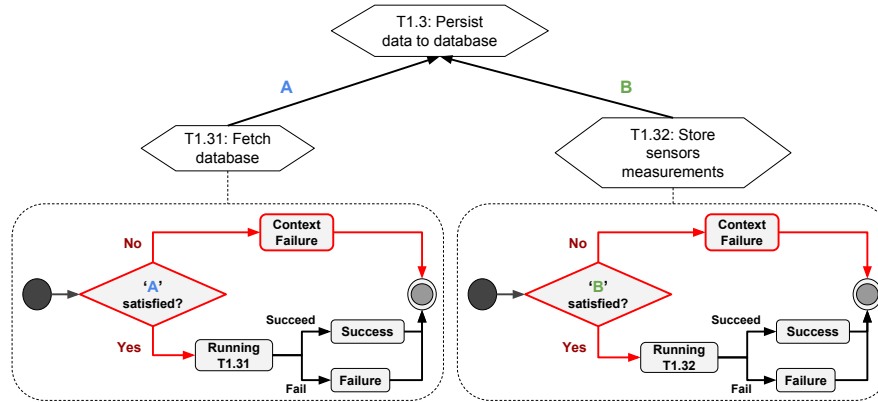 T1.3: Persist
data to database
A
B
T1.31: Fetch
database
T1.32: Store
sensors
measurements
No
Context
Failure
'A'
satisfied?
Yes
Running
T1.31
Succeed
Success
Fail
Failure
No
Context
Failure
'B'
satisfied?
Yes
Running
T1.32
Succeed
Success
Fail
Failure